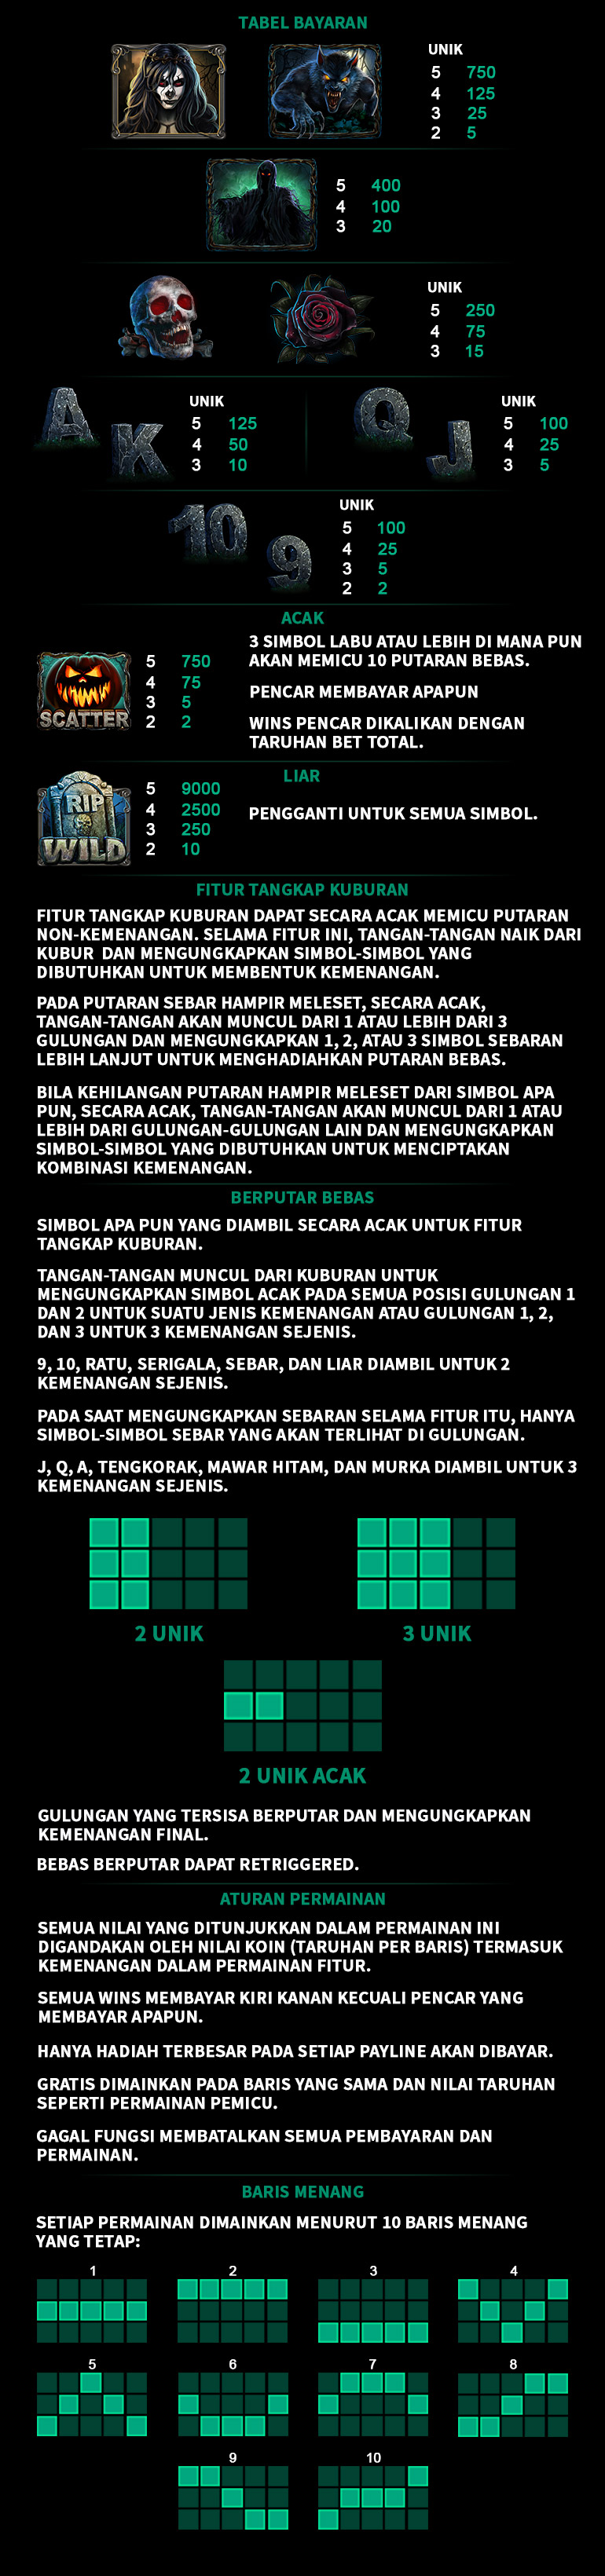 TABEL BAYARAN
UNIK
5 750
4 125
3 25
2 5
5 400
4 100
3 20
UNIK
5 250
4 75
3 15
A K
UNIK
5 125
4 50
3 10
Q J
UNIK
5 100
4 25
3 5
10 9
UNIK
5 100
4 25
3 5
2 2
ACAK
SCATTER
5 750
4 75
3 5
2 2
3 SIMBOL LABU ATAU LEBIH DI MANA PUN
AKAN MEMICU 10 PUTARAN BEBAS.
PENCAR MEMBAYAR APAPUN
WINS PENCAR DIKALIKAN DENGAN
TARUHAN BET TOTAL.
LIAR
RIP
WILD
5 9000
4 2500
3 250
2 10
PENGGANTI UNTUK SEMUA SIMBOL.
FITUR TANGKAP KUBURAN
FITUR TANGKAP KUBURAN DAPAT SECARA ACAK MEMICU PUTARAN
NON-KEMENANGAN. SELAMA FITUR INI, TANGAN-TANGAN NAIK DARI
KUBUR DAN MENGUNGKAPKAN SIMBOL-SIMBOL YANG
DIBUTUHKAN UNTUK MEMBENTUK KEMENANGAN.
PADA PUTARAN SEBAR HAMPIR MELESET, SECARA ACAK,
TANGAN-TANGAN AKAN MUNCUL DARI 1 ATAU LEBIH DARI 3
GULUNGAN DAN MENGUNGKAPKAN 1, 2, ATAU 3 SIMBOL SEBARAN
LEBIH LANJUT UNTUK MENGHADIAHKAN PUTARAN BEBAS.
BILA KEHILANGAN PUTARAN HAMPIR MELESET DARI SIMBOL APA
PUN, SECARA ACAK, TANGAN-TANGAN AKAN MUNCUL DARI 1 ATAU
LEBIH DARI GULUNGAN-GULUNGAN LAIN DAN MENGUNGKAPKAN
SIMBOL-SIMBOL YANG DIBUTUHKAN UNTUK MENCIPTAKAN
KOMBINASI KEMENANGAN.
BERPUTAR BEBAS
SIMBOL APA PUN YANG DIAMBIL SECARA ACAK UNTUK FITUR
TANGKAP KUBURAN.
TANGAN-TANGAN MUNCUL DARI KUBURAN UNTUK
MENGUNGKAPKAN SIMBOL ACAK PADA SEMUA POSISI GULUNGAN 1
DAN 2 UNTUK SUATU JENIS KEMENANGAN ATAU GULUNGAN 1, 2,
DAN 3 UNTUK 3 KEMENANGAN SEJENIS.
9, 10, RATU, SERIGALA, SEBAR, DAN LIAR DIAMBIL UNTUK 2
KEMENANGAN SEJENIS.
PADA SAAT MENGUNGKAPKAN SEBARAN SELAMA FITUR ITU, HANYA
SIMBOL-SIMBOL SEBAR YANG AKAN TERLIHAT DI GULUNGAN.
J, Q, A, TENGKORAK, MAWAR HITAM, DAN MURKA DIAMBIL UNTUK 3
KEMENANGAN SEJENIS.
2 UNIK
3 UNIK
2 UNIK ACAK
GULUNGAN YANG TERSISA BERPUTAR DAN MENGUNGKAPKAN
KEMENANGAN FINAL.
BEBAS BERPUTAR DAPAT RETRIGGERED.
ATURAN PERMAINAN
SEMUA NILAI YANG DITUNJUKKAN DALAM PERMAINAN INI
DIGANDAKAN OLEH NILAI KOIN (TARUHAN PER BARIS) TERMASUK
KEMENANGAN DALAM PERMAINAN FITUR.
SEMUA WINS MEMBAYAR KIRI KANAN KECUALI PENCAR YANG
MEMBAYAR APAPUN.
HANYA HADIAH TERBESAR PADA SETIAP PAYLINE AKAN DIBAYAR.
GRATIS DIMAINKAN PADA BARIS YANG SAMA DAN NILAI TARUHAN
SEPERTI PERMAINAN PEMICU.
GAGAL FUNGSI MEMBATALKAN SEMUA PEMBAYARAN DAN
PERMAINAN.
BARIS MENANG
SETIAP PERMAINAN DIMAINKAN MENURUT 10 BARIS MENANG
YANG TETAP:
1 2 3 4
5 6 7 8
9 10